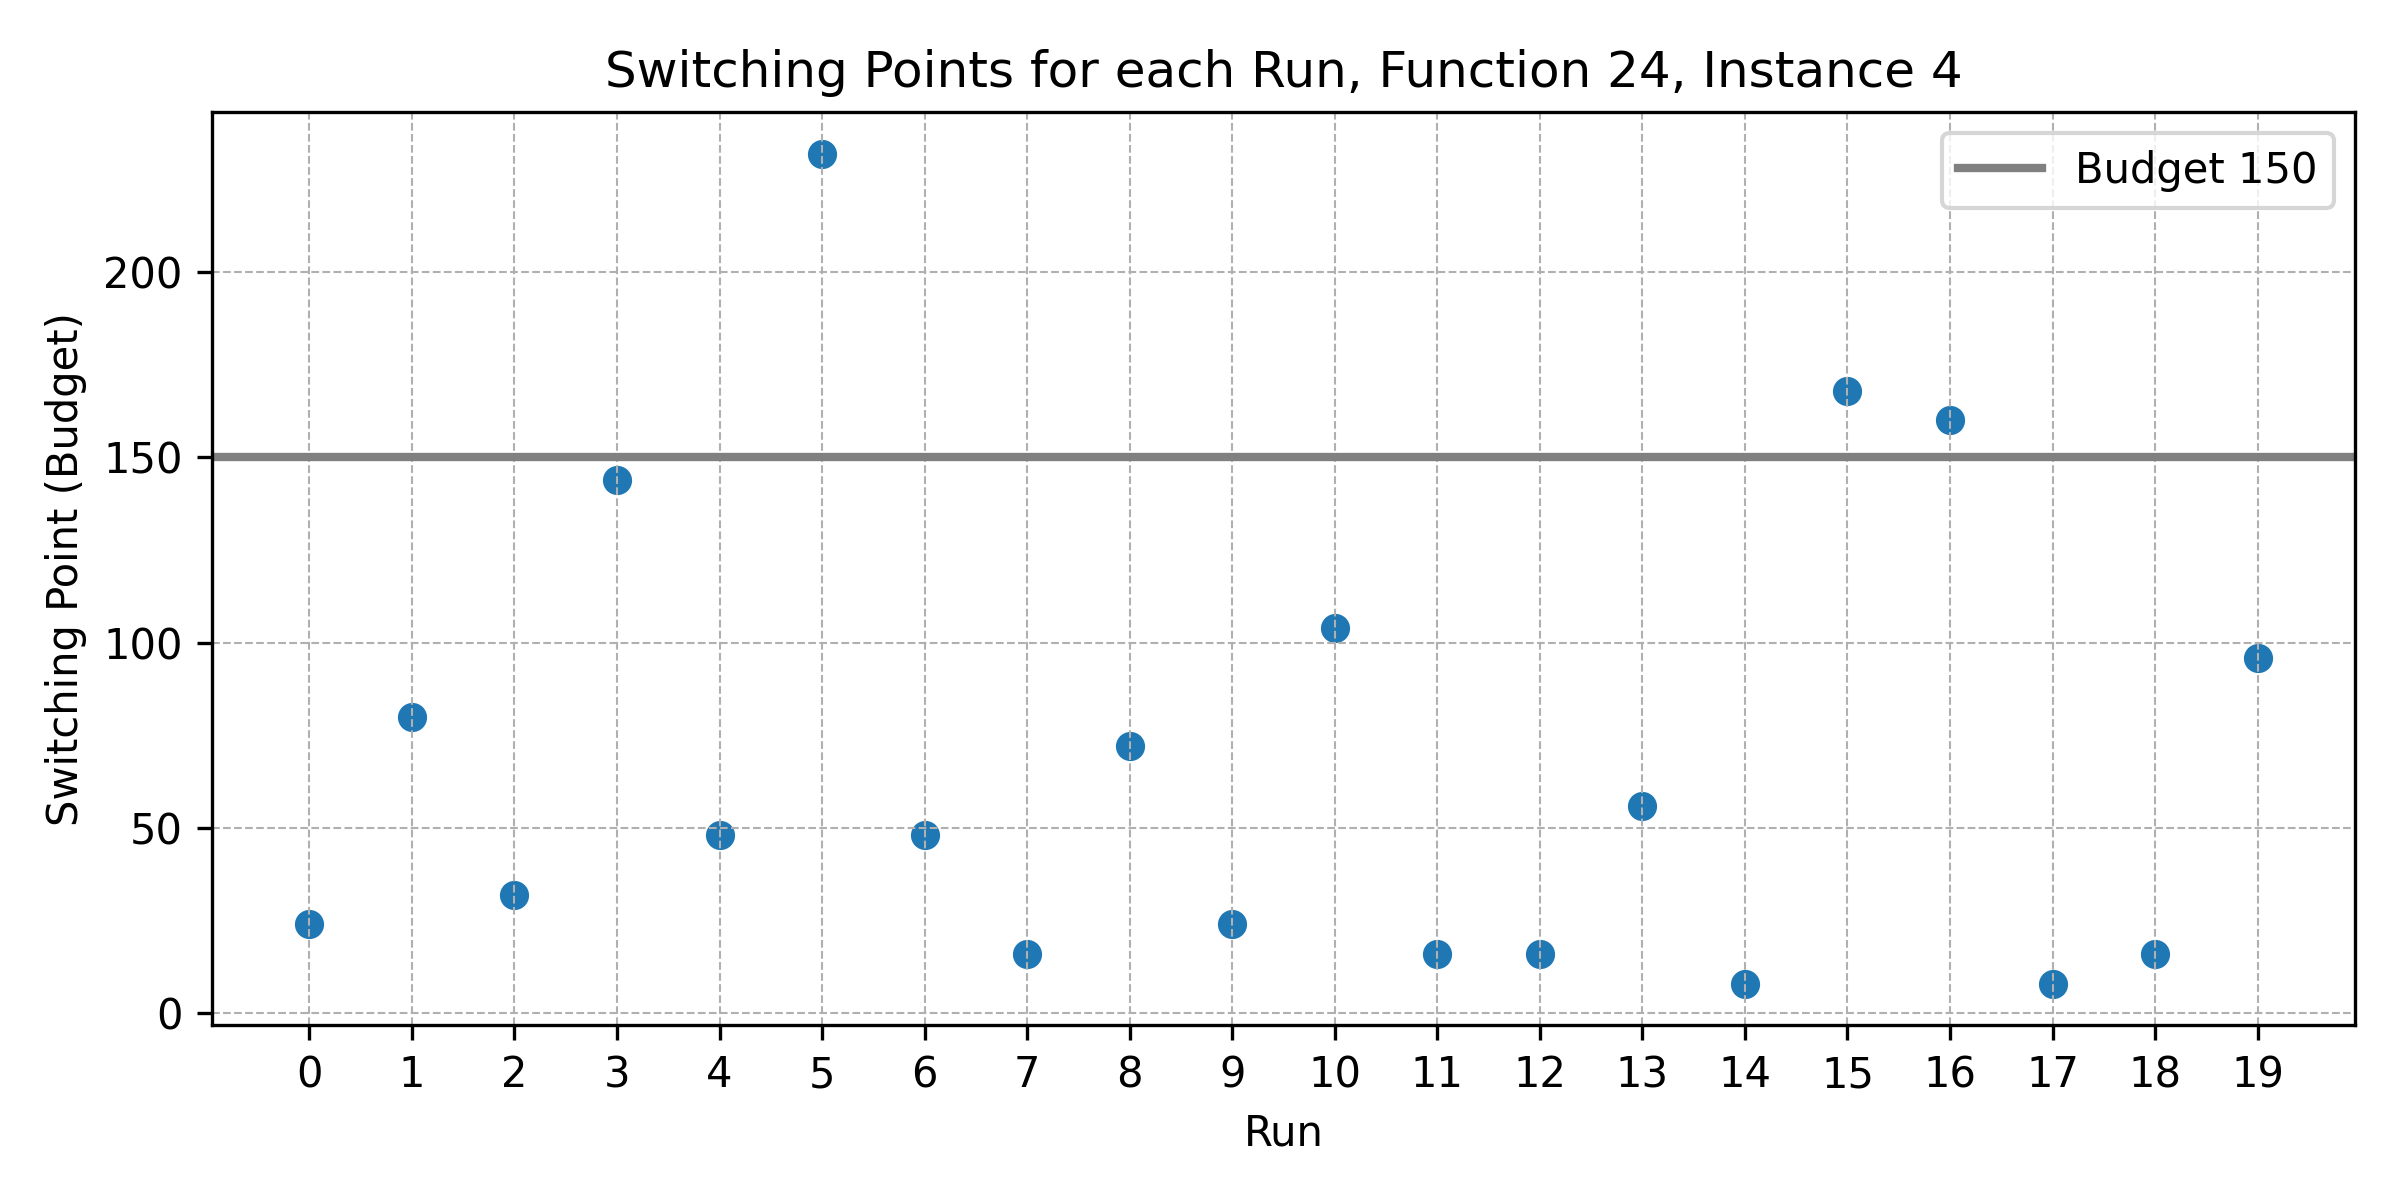 Switching Points for each Run, Function 24, Instance 4
Budget 150
Switching Point (Budget)
200
150
100
50
0
0 1 2 3 4 5 6 7 8 9 10 11 12 13 14 15 16 17 18 19
Run